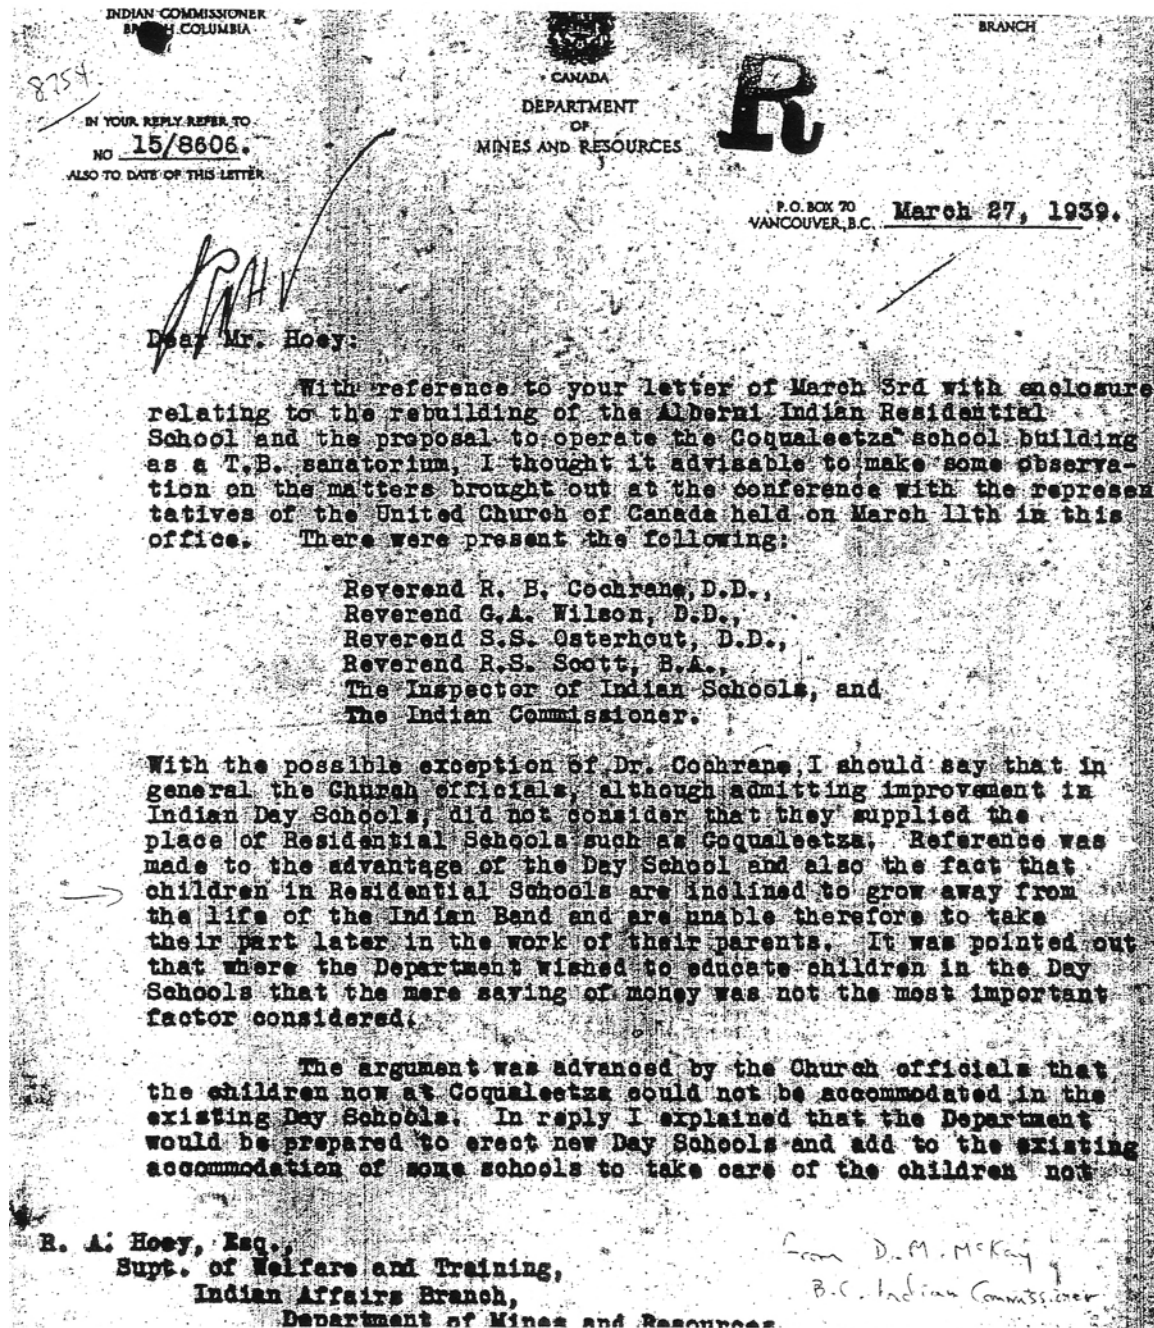 INDIAN COMMISSIONER
BR H COLUMBIA
BRANCH
8754
CANADA
DEPARTMENT
OF
MINES AND RESOURCES
R
IN YOUR REPLY REFER TO
NO 15/8606.
ALSO TO DATE OF THIS LETTER
P.O. BOX 70
VANCOUVER, B.C. March 27, 1939.
Dear Mr. Hoey:
With reference to your letter of March 3rd with enclosure
relating to the rebuilding of the Alberni Indian Residential
School and the proposal to operate the Coqualeetza school building
as a T.B. sanatorium, I thought it advisable to make some observa-
tion on the matters brought out at the conference with the represen
tatives of the United Church of Canada held on March 11th in this
office. There were present the following:
Reverend R. B. Cochrane, D.D.,
Reverend G.A. Wilson, D.D.,
Reverend S.S. Osterhout, D.D.,
Reverend R.S. Scott, B.A.,
The Inspector of Indian Schools, and
The Indian Commissioner.
With the possible exception of Dr. Cochrane, I should say that in
general the Church officials, although admitting improvement in
Indian Day Schools, did not consider that they supplied the
place of Residential Schools such as Coqualeetza. Reference was
made to the advantage of the Day School and also the fact that
children in Residential Schools are inclined to grow away from
the life of the Indian Band and are unable therefore to take
their part later in the work of their parents. It was pointed out
that where the Department wished to educate children in the Day
Schools that the mere saving of money was not the most important
factor considered.
The argument was advanced by the Church officials that
the children now at Coqualeetza could not be accommodated in the
existing Day Schools. In reply I explained that the Department
would be prepared to erect new Day Schools and add to the existing
accommodation of some schools to take care of the children not
R. A. Hoey, Esq.,
Supt. of Welfare and Training,
Indian Affairs Branch,
Department of Mines and Resources
from D.M. McKay
B.C. Indian Commissioner